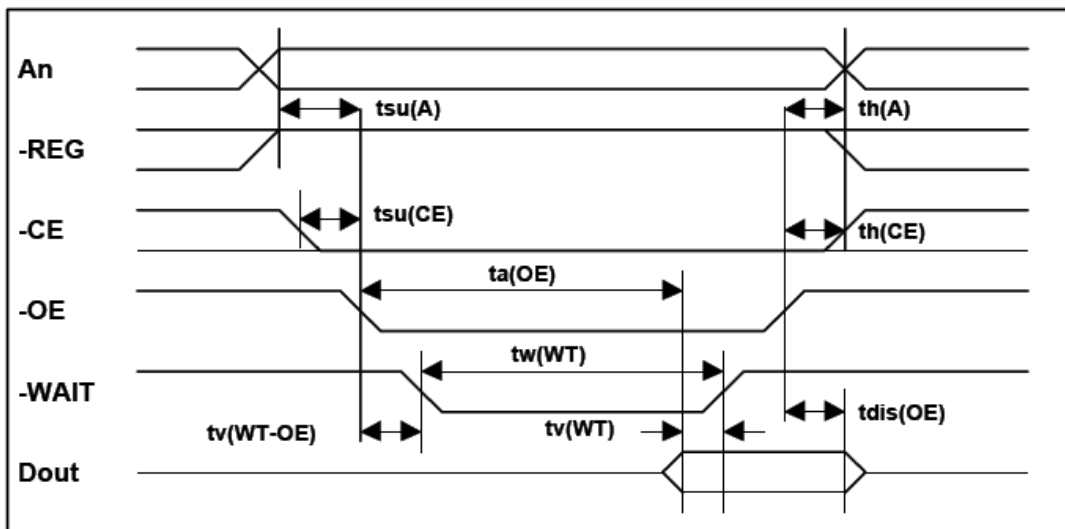 An
tsu(A) th(A)
-REG
-CE
tsu(CE) th(CE)
ta(OE)
-OE
tw(WT)
-WAIT
tdis(OE)
tv(WT-OE) tv(WT)
Dout